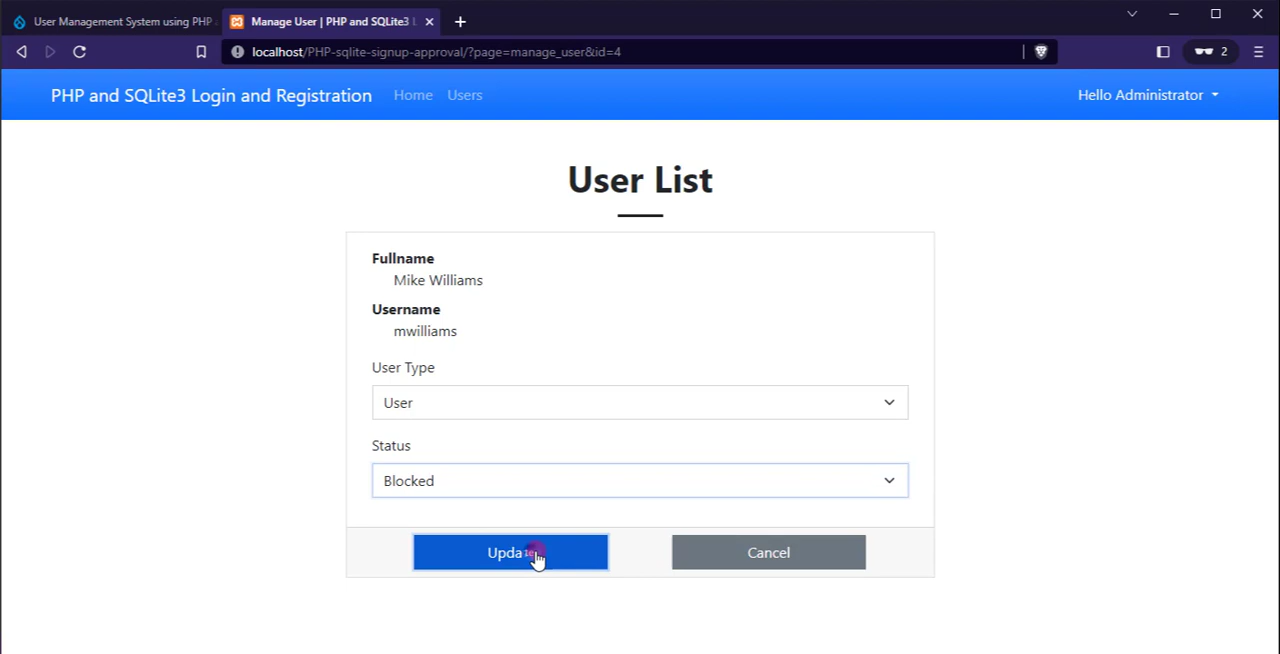 User Management System using PHP
Manage User | PHP and SQLite3 L
localhost/PHP-sqlite-signup-approval/?page=manage_user&id=4
2
PHP and SQLite3 Login and Registration
Home
Users
Hello Administrator
User List
Fullname
Mike Williams
Username
mwilliams
User Type
User
Status
Blocked
Upda
Cancel